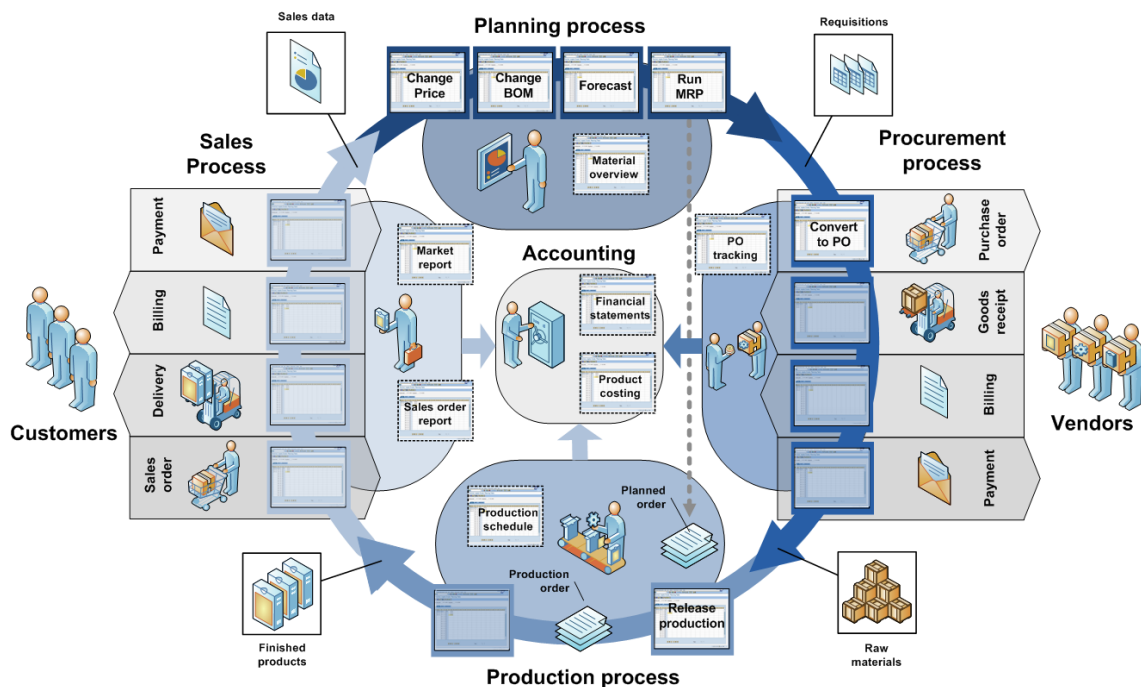 Sales data
Planning process
Requisitions
Change
Price
Change
BOM
Forecast
Run
MRP
Sales
Process
Procurement
process
Material
overview
Payment
Market
report
Accounting
PO
tracking
Convert
to PO
Purchase
order
Billing
Financial
statements
Goods
receipt
Delivery
Sales order
report
Product
costing
Billing
Customers
Vendors
Sales
order
Production
schedule
Planned
order
Payment
Production
order
Release
production
Finished
products
Raw
materials
Production process